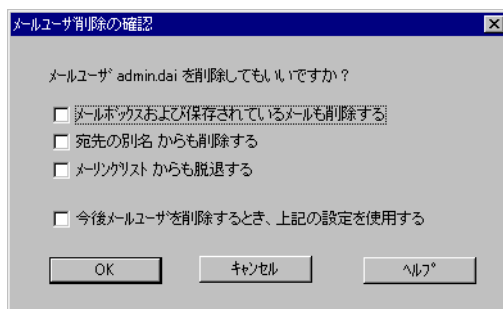 メールユーザ削除の確認
メールユーザ admin.dai を削除してもいいですか？
メールボックスおよび保存されているメールも削除する
宛先の別名 からも削除する
メーリングリスト からも脱退する
今後メールユーザを削除するとき、上記の設定を使用する
OK キャンセル ヘルプ